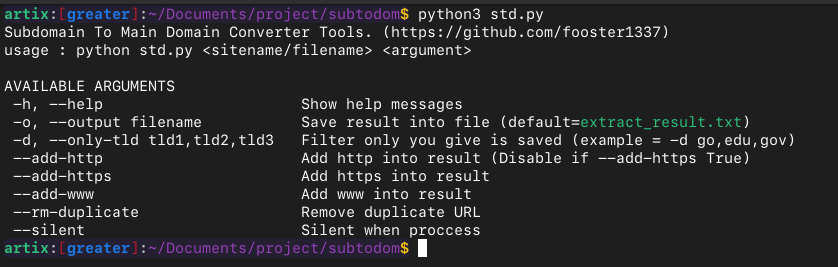 artix:[greater]:~/Documents/project/subtodom$ python3 std.py
Subdomain To Main Domain Converter Tools. (https://github.com/fooster1337)
usage : python std.py <sitename/filename> <argument>
AVAILABLE ARGUMENTS
-h, --help Show help messages
-o, --output filename Save result into file (default=extract_result.txt)
-d, --only-tld tld1,tld2,tld3 Filter only you give is saved (example = -d go,edu,gov)
--add-http Add http into result (Disable if --add-https True)
--add-https Add https into result
--add-www Add www into result
--rm-duplicate Remove duplicate URL
--silent Silent when proccess
artix:[greater]:~/Documents/project/subtodom$